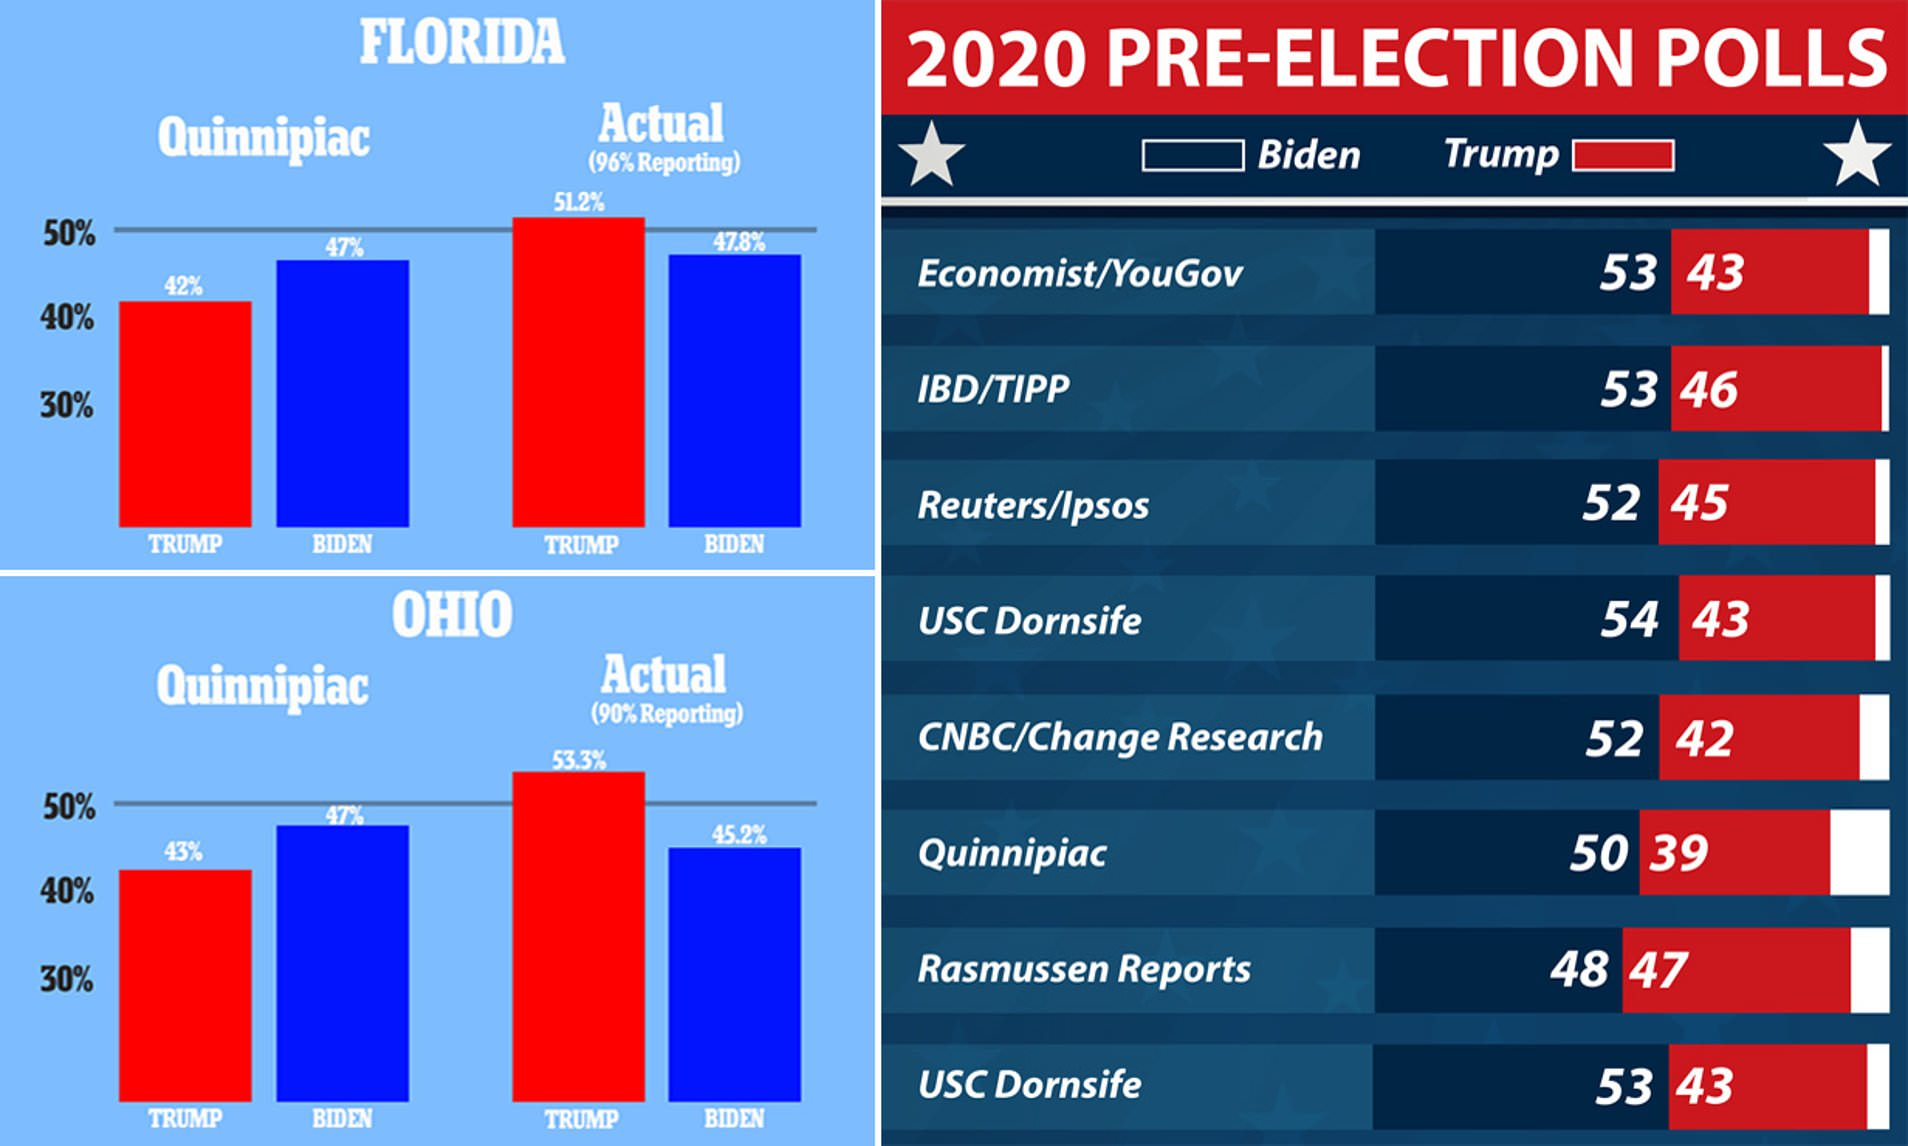 FLORIDA
Quinnipiac
Actual
(96% Reporting)
50%
40%
30%
42%
47%
51.2%
47.8%
TRUMP
BIDEN
TRUMP
BIDEN
OHIO
Quinnipiac
Actual
(90% Reporting)
50%
40%
30%
43%
47%
53.3%
45.2%
TRUMP
BIDEN
TRUMP
BIDEN
2020 PRE-ELECTION POLLS
Biden Trump
Economist/YouGov 53 43
IBD/TIPP 53 46
Reuters/Ipsos 52 45
USC Dornsife 54 43
CNBC/Change Research 52 42
Quinnipiac 50 39
Rasmussen Reports 48 47
USC Dornsife 53 43